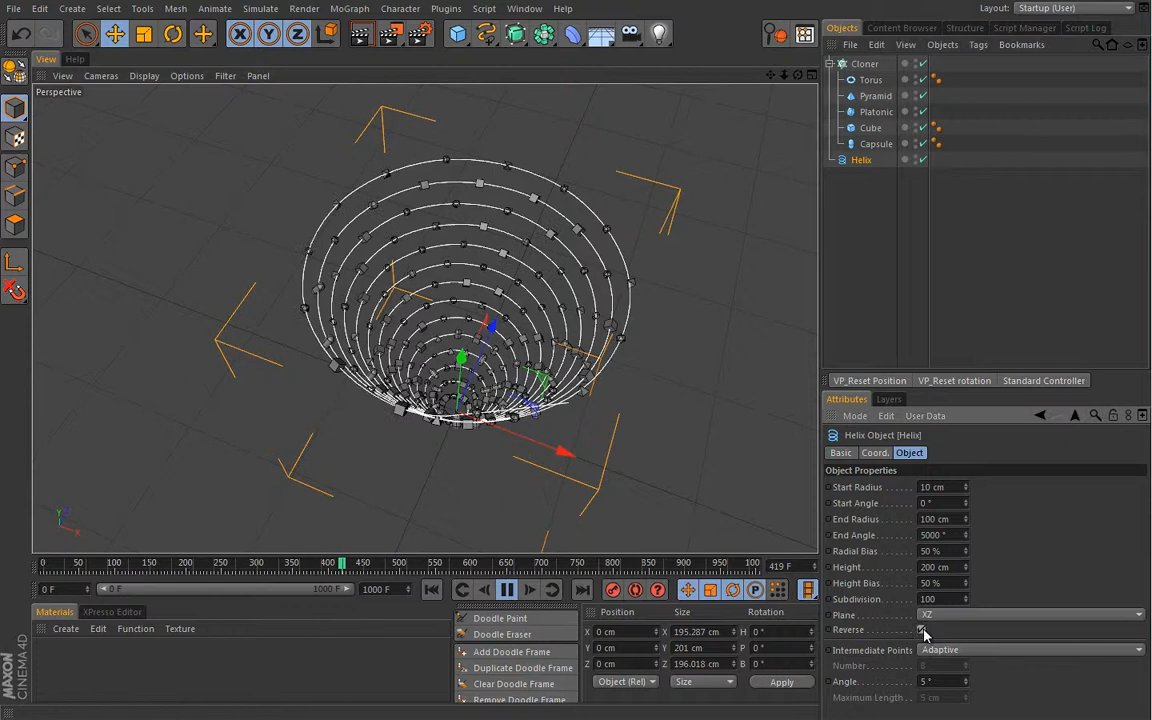 File Edit Create Select Tools Mesh Animate Simulate Render MoGraph Character Plugins Script Window Help
Layout: Startup (User)
X Y Z
View Help
View Cameras Display Options Filter Panel
Perspective
Objects Content Browser Structure Script Manager Script Log
File Edit View Objects Tags Bookmarks
Cloner
Torus
Pyramid
Platonic
Cube
Capsule
Helix
VP_Reset Position VP_Reset rotation Standard Controller
Attributes Layers
Mode Edit User Data
Helix Object [Helix]
Basic Coord. Object
Object Properties
Start Radius 10 cm
Start Angle 0 °
End Radius 100 cm
End Angle 5000 °
Radial Bias 50 %
Height 200 cm
Height Bias 50 %
Subdivision 100
Plane XZ
Reverse
Intermediate Points Adaptive
Number 8
Angle 5 °
Maximum Length 5 cm
0 50 100 150 200 250 300 350 400 450 500 550 600 650 700 750 800 850 900 950 100 419 F
0 F 0 F 1000 F 1000 F
P
Materials XPresso Editor
Create Edit Function Texture
Doodle Paint
Doodle Eraser
Add Doodle Frame
Duplicate Doodle Frame
Clear Doodle Frame
Remove Doodle Frame
Position Size Rotation
X 0 cm X 195.287 cm H 0 °
Y 0 cm Y 201 cm P 0 °
Z 0 cm Z 196.018 cm B 0 °
Object (Rel) Size Apply
MAXON
CINEMA 4D